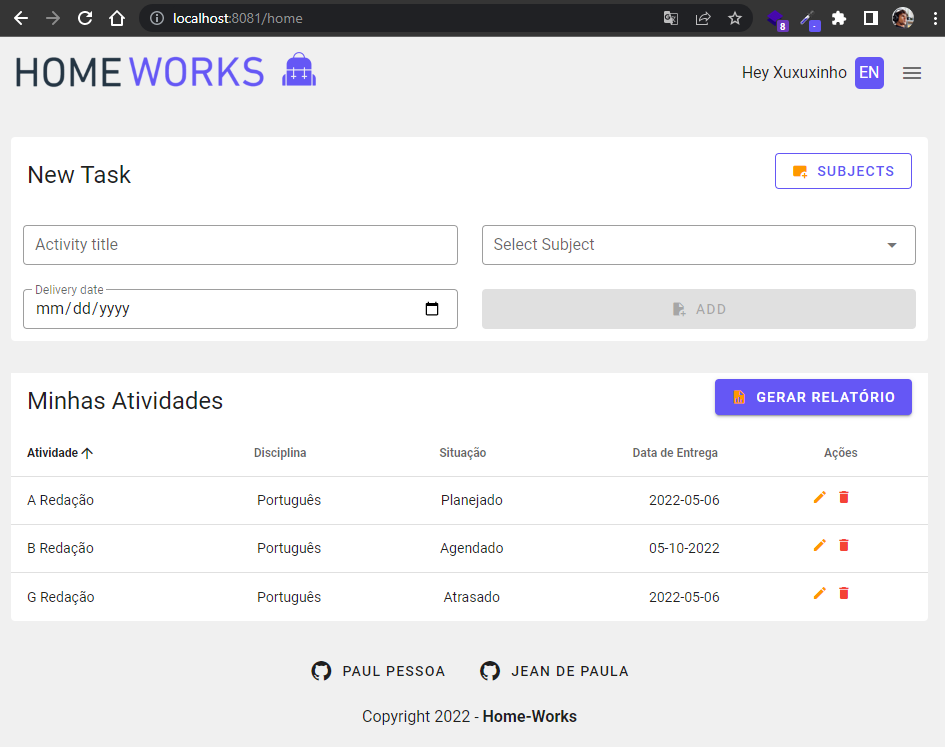 localhost:8081/home
8
-
HOME WORKS
Hey Xuxuxinho EN
New Task
SUBJECTS
Activity title
Select Subject
Delivery date
mm/dd/yyyy
ADD
Minhas Atividades
GERAR RELATÓRIO
Atividade Disciplina Situação Data de Entrega Ações
A Redação Português Planejado 2022-05-06
B Redação Português Agendado 05-10-2022
G Redação Português Atrasado 2022-05-06
PAUL PESSOA JEAN DE PAULA
Copyright 2022 - Home-Works